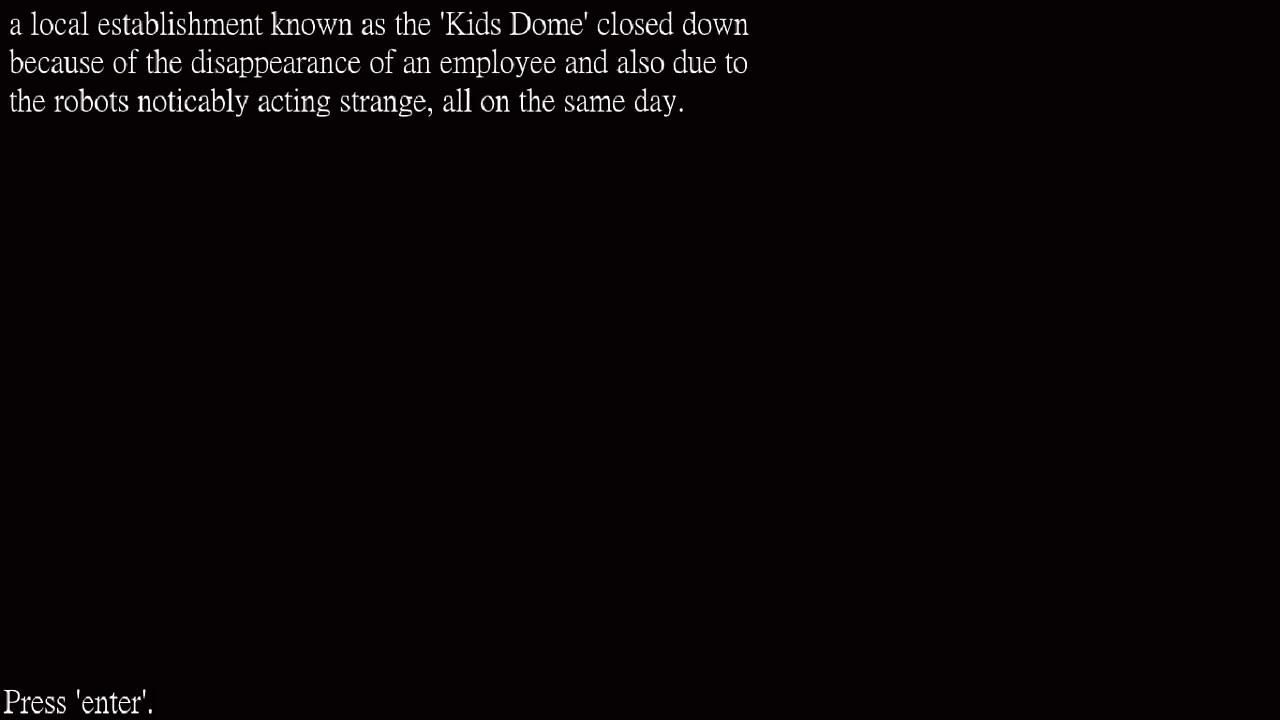 a local establishment known as the 'Kids Dome' closed down
because of the disappearance of an employee and also due to
the robots noticably acting strange, all on the same day.
Press 'enter'.